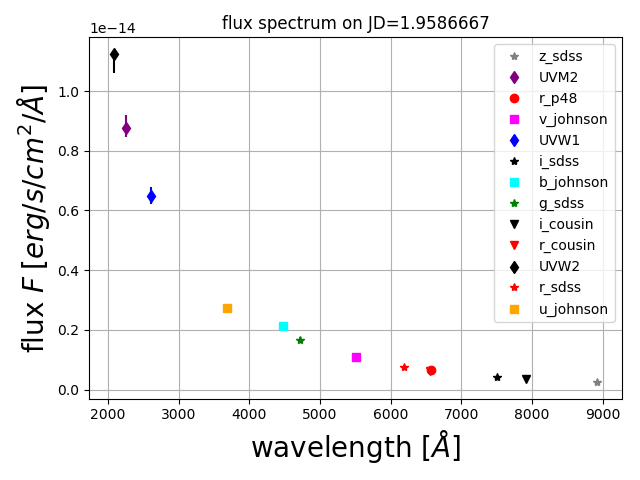 flux spectrum on JD=1.9586667
1e−14
1.0
0.8
0.6
0.4
0.2
0.0
flux F [erg/s/cm²/Å]
2000 3000 4000 5000 6000 7000 8000 9000
wavelength [Å]
z_sdss
UVM2
r_p48
v_johnson
UVW1
i_sdss
b_johnson
g_sdss
i_cousin
r_cousin
UVW2
r_sdss
u_johnson